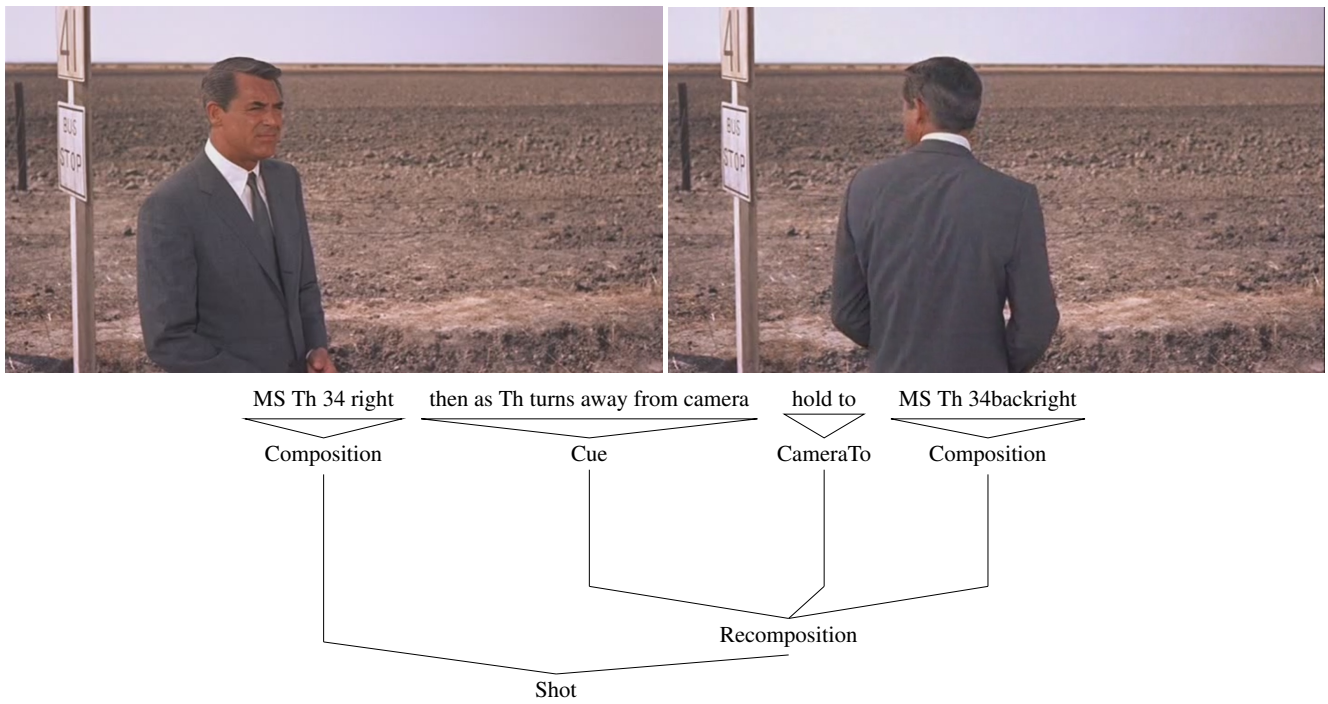 41
BUS
STOP
41
BUS
STOP
MS Th 34 right then as Th turns away from camera hold to MS Th 34backright
Composition Cue CameraTo Composition
Recomposition
Shot